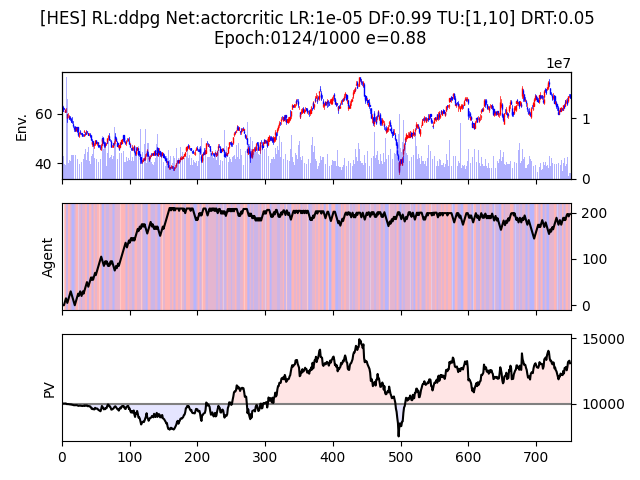 [HES] RL:ddpg Net:actorcritic LR:1e-05 DF:0.99 TU:[1,10] DRT:0.05
Epoch:0124/1000 e=0.88
1e7
Env.
60
40
1
0
Agent
200
100
0
PV
15000
10000
0 100 200 300 400 500 600 700